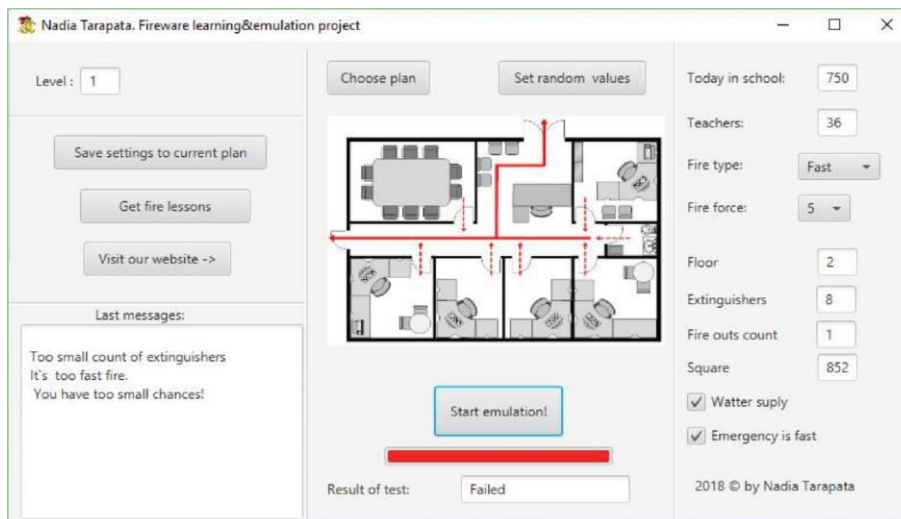 Nadia Tarapata. Fireware learning&emulation project
Level :
1
Save settings to current plan
Get fire lessons
Visit our website ->
Last messages:
Too small count of extinguishers
It`s too fast fire.
You have too small chances!
Choose plan
Set random values
Start emulation!
Result of test:
Failed
Today in school:
750
Teachers:
36
Fire type:
Fast
Fire force:
5
Floor
2
Extinguishers
8
Fire outs count
1
Square
852
Watter suply
Emergency is fast
2018 © by Nadia Tarapata